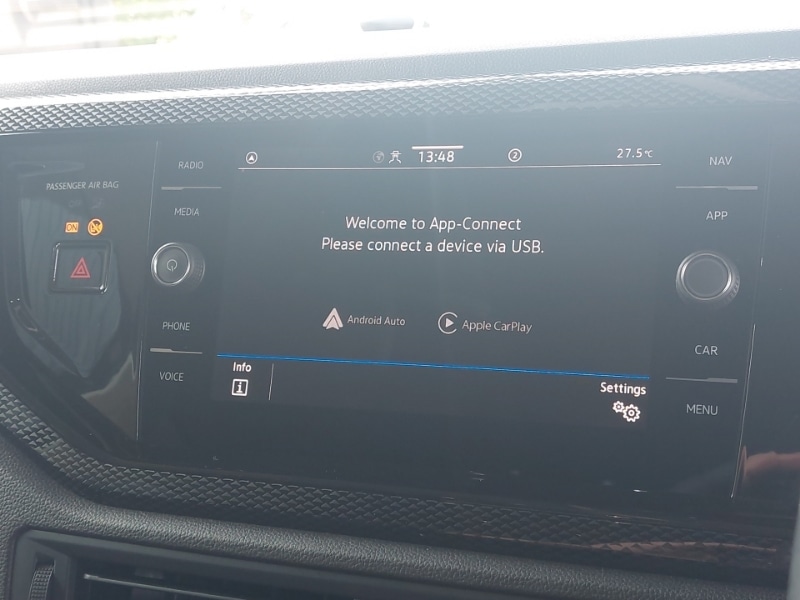 PASSENGER AIR BAG
ON
RADIO
MEDIA
PHONE
VOICE
13:48
2
27.5°C
Welcome to App-Connect
Please connect a device via USB.
Android Auto
Apple CarPlay
Info
i
Settings
NAV
APP
CAR
MENU